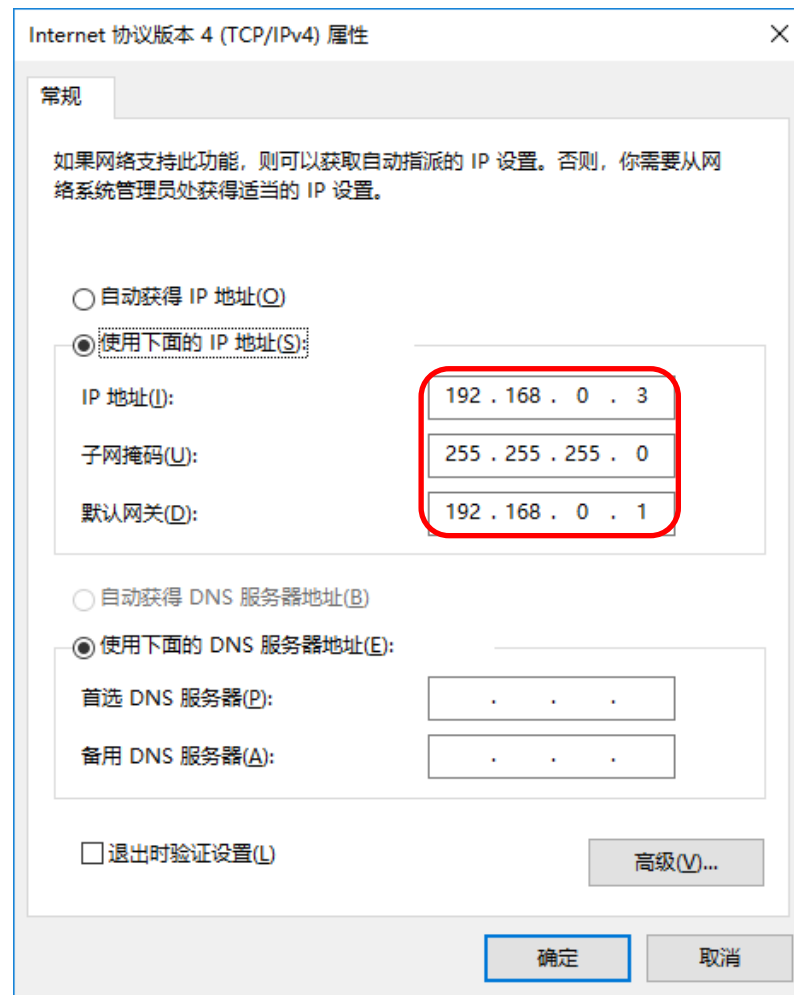 Internet 协议版本 4 (TCP/IPv4) 属性
常规
如果网络支持此功能，则可以获取自动指派的 IP 设置。否则，你需要从网
络系统管理员处获得适当的 IP 设置。
自动获得 IP 地址(O)
使用下面的 IP 地址(S):
IP 地址(I): 192 . 168 . 0 . 3
子网掩码(U): 255 . 255 . 255 . 0
默认网关(D): 192 . 168 . 0 . 1
自动获得 DNS 服务器地址(B)
使用下面的 DNS 服务器地址(E):
首选 DNS 服务器(P): . . .
备用 DNS 服务器(A): . . .
退出时验证设置(L)
高级(V)...
确定 取消